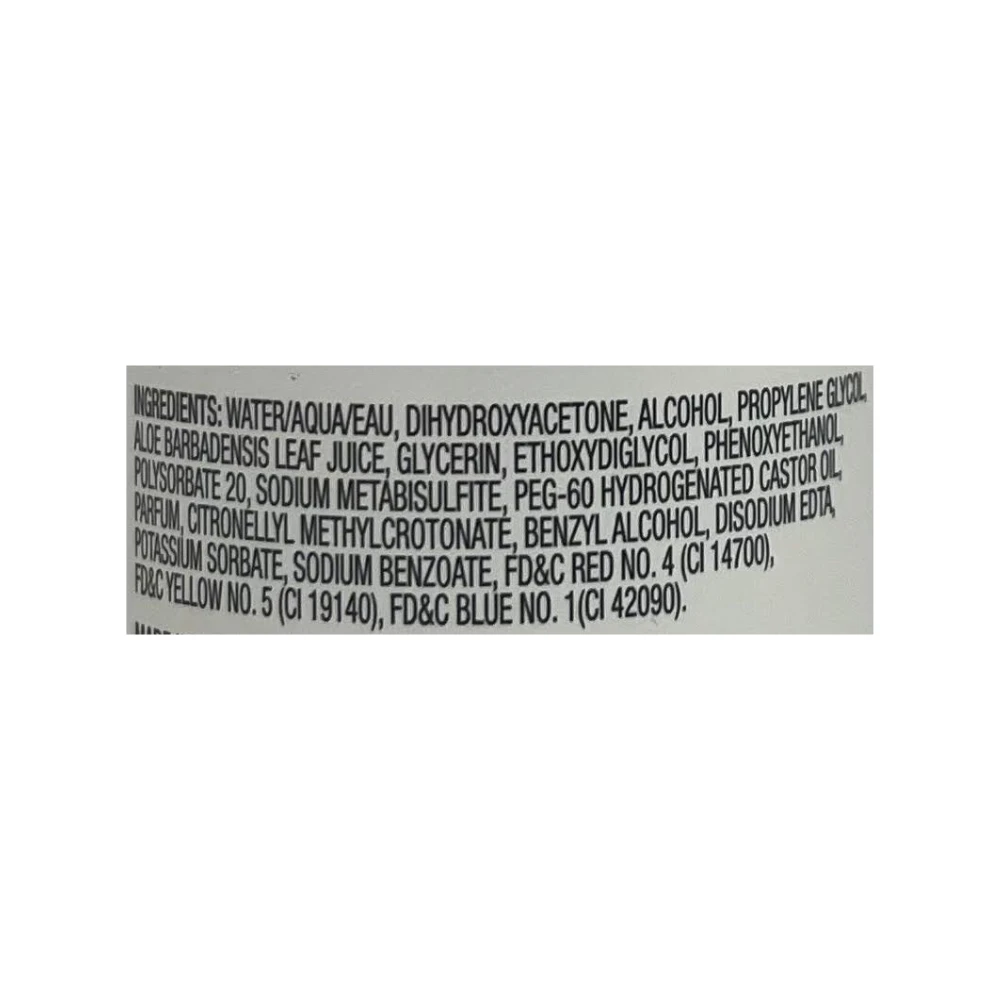 INGREDIENTS: WATER/AQUA/EAU, DIHYDROXYACETONE, ALCOHOL, PROPYLENE GLYCOL,
ALOE BARBADENSIS LEAF JUICE, GLYCERIN, ETHOXYDIGLYCOL, PHENOXYETHANOL,
POLYSORBATE 20, SODIUM METABISULFITE, PEG-60 HYDROGENATED CASTOR OIL,
PARFUM, CITRONELLYL METHYLCROTONATE, BENZYL ALCOHOL, DISODIUM EDTA,
POTASSIUM SORBATE, SODIUM BENZOATE, FD&C RED NO. 4 (CI 14700),
FD&C YELLOW NO. 5 (CI 19140), FD&C BLUE NO. 1(CI 42090).